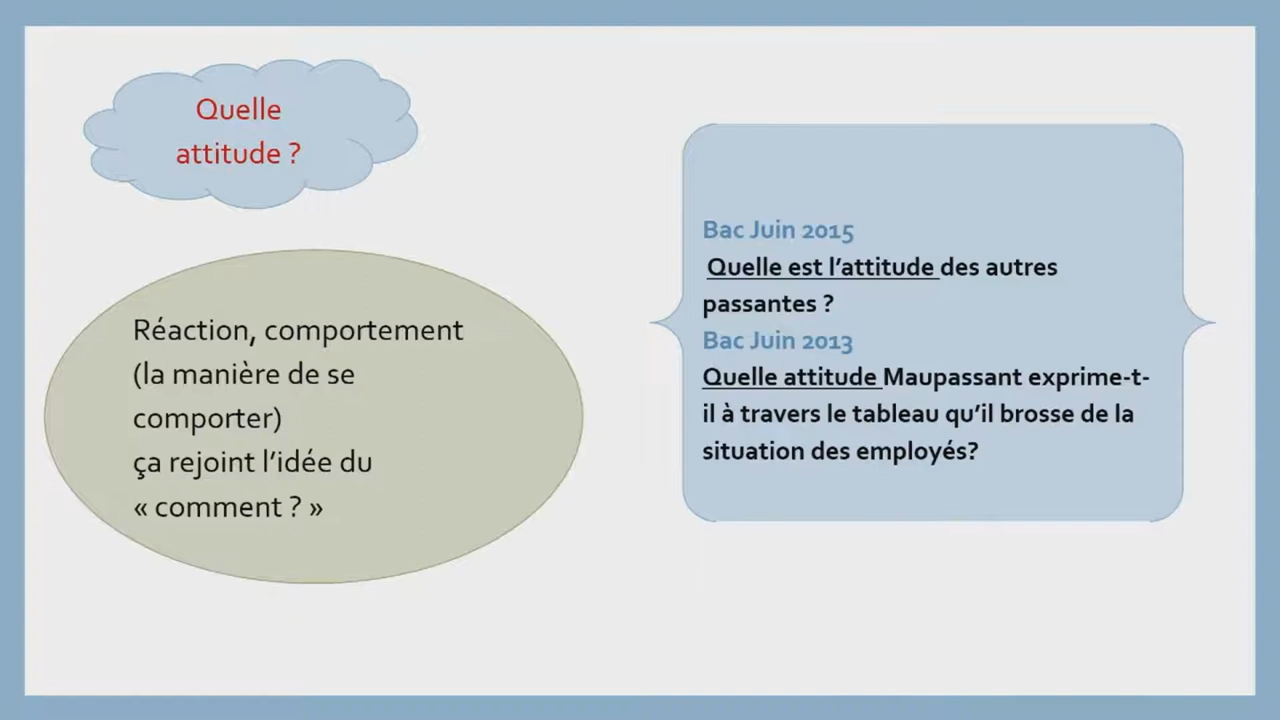 Quelle
attitude ?
Réaction, comportement
(la manière de se
comporter)
ça rejoint l’idée du
« comment ? »
Bac Juin 2015
Quelle est l’attitude des autres
passantes ?
Bac Juin 2013
Quelle attitude Maupassant exprime-t-
il à travers le tableau qu’il brosse de la
situation des employés?